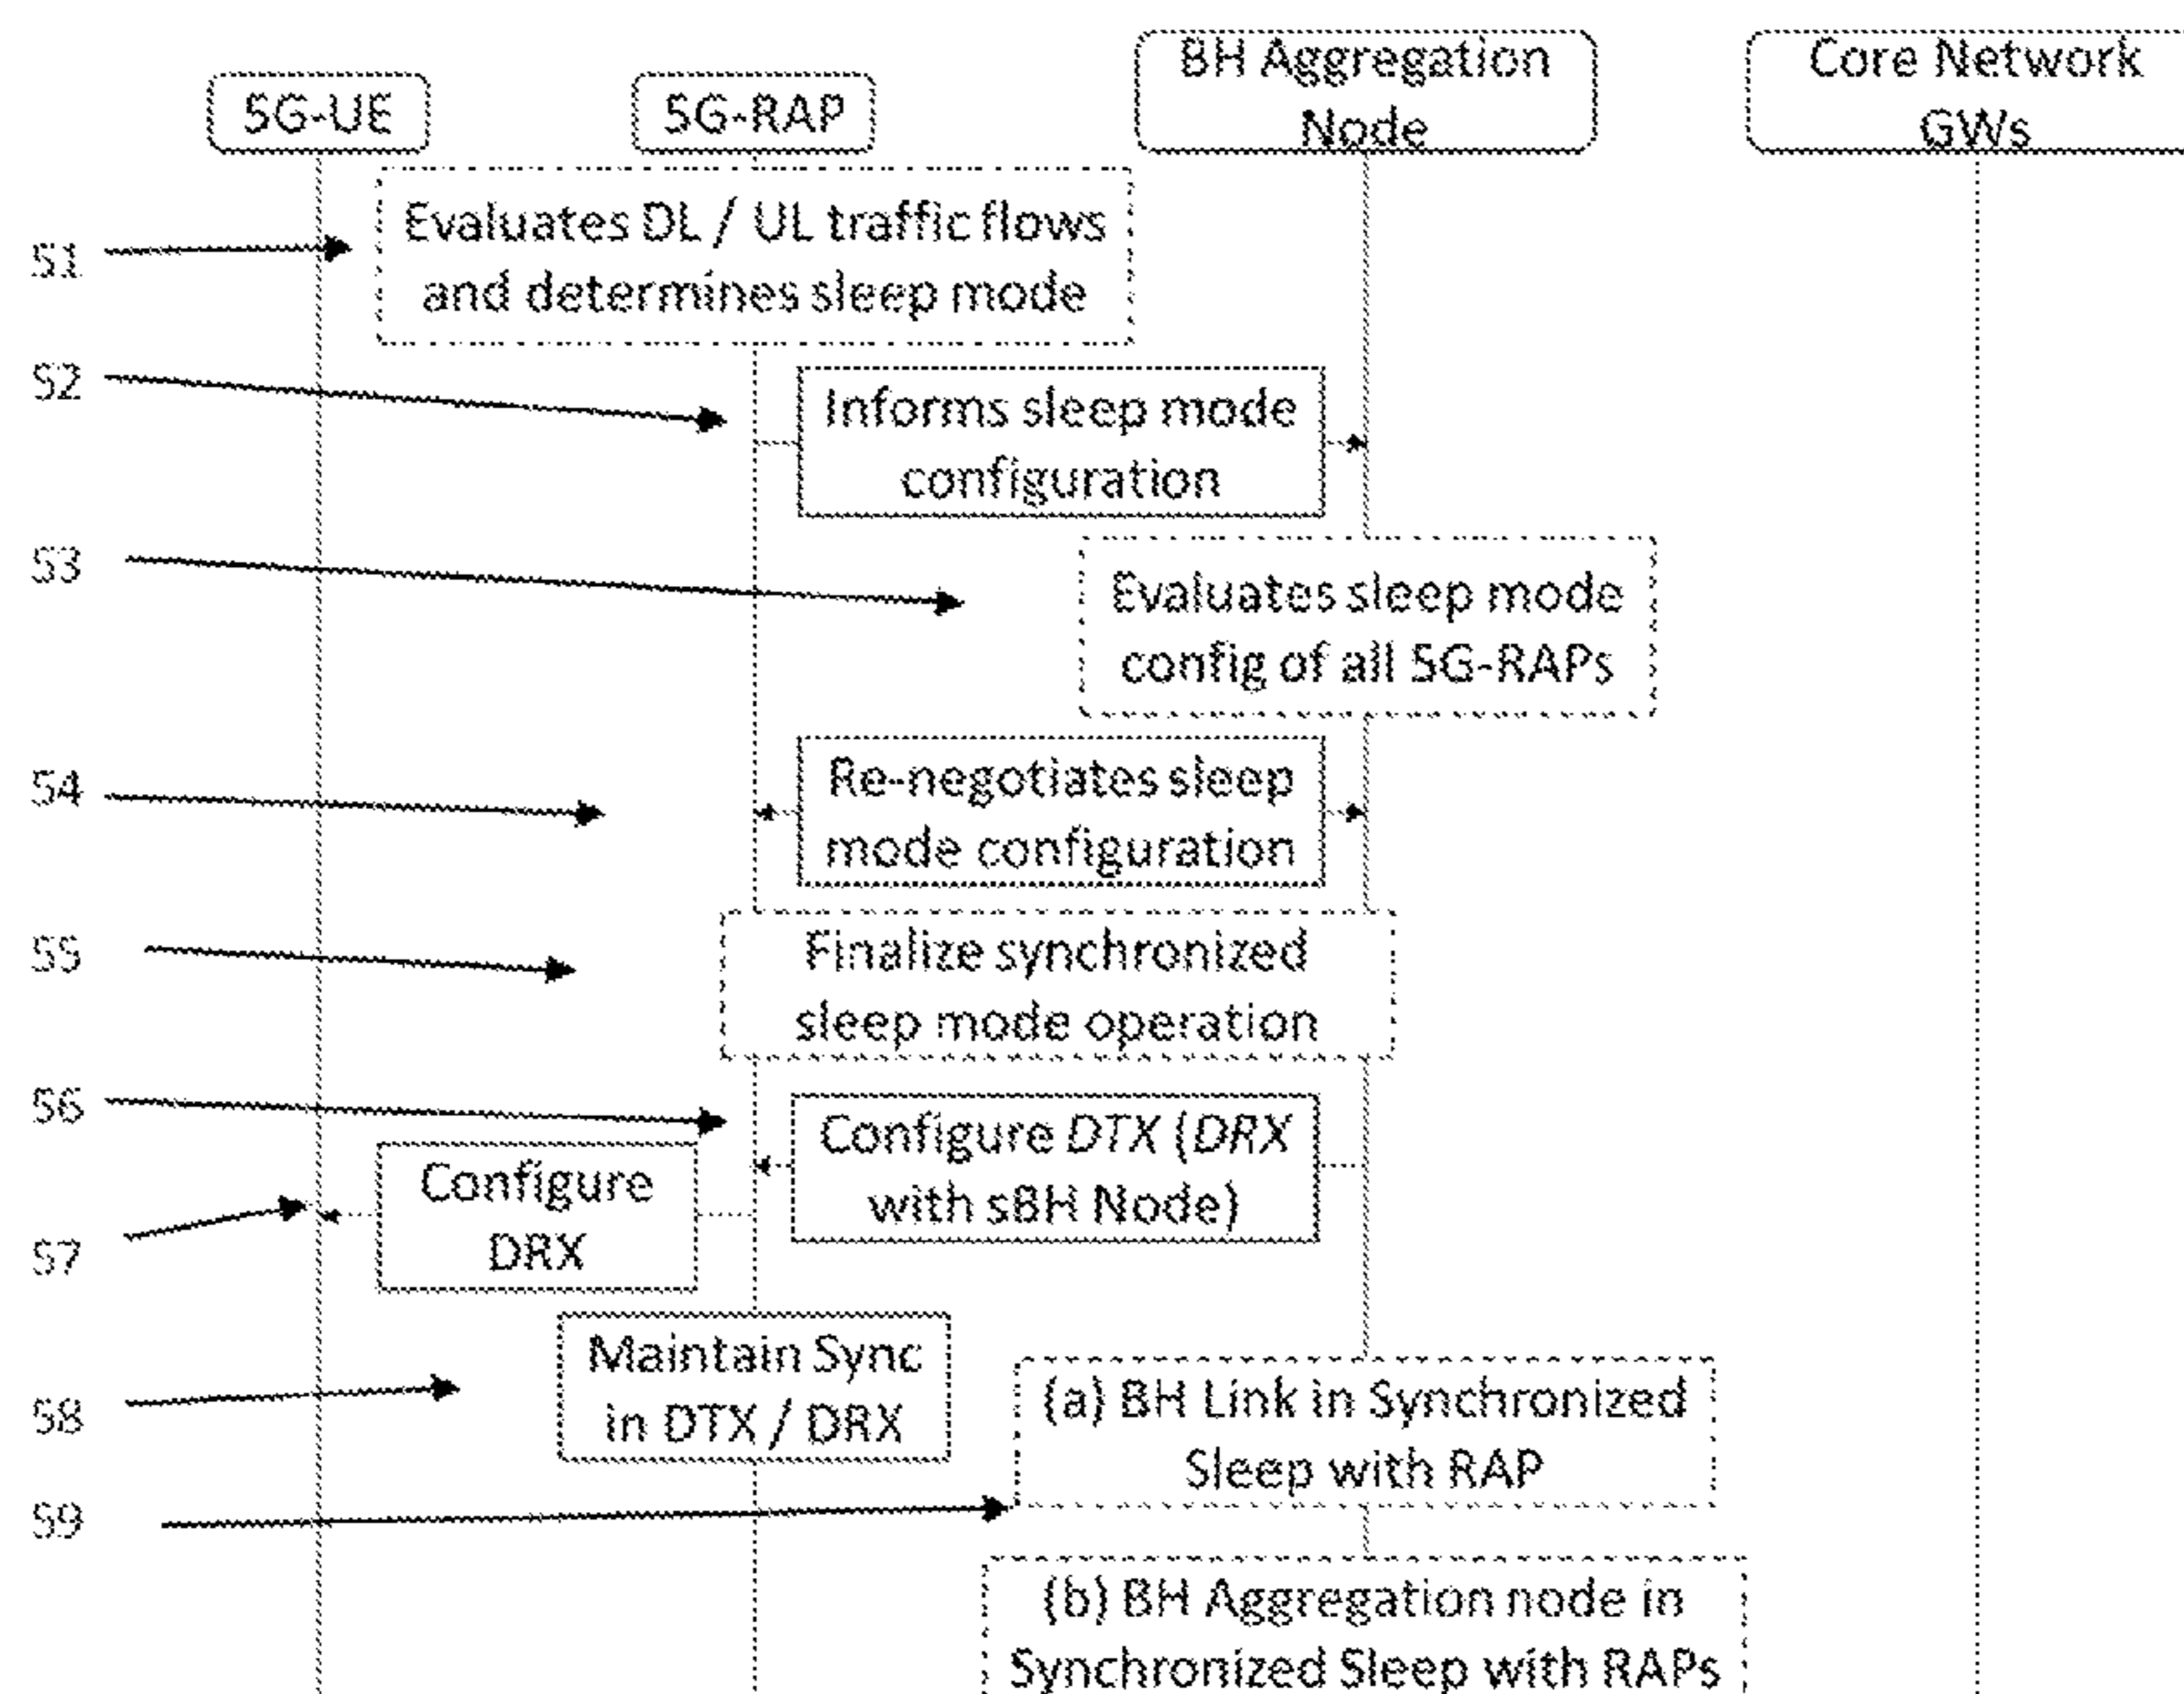 5G-UE
5G-RAP
BH Aggregation
Node
Core Network
GWs
S1
Evaluates DL / UL traffic flows
and determines sleep mode
S2
Informs sleep mode
configuration
S3
Evaluates sleep mode
config of all 5G-RAPs
S4
Re-negotiates sleep
mode configuration
S5
Finalize synchronized
sleep mode operation
S6
Configure DTX (DRX
with sBH Node)
S7
Configure
DRX
S8
Maintain Sync
in DTX / DRX
S9
(a) BH Link in Synchronized
Sleep with RAP
(b) BH Aggregation node in
Synchronized Sleep with RAPs